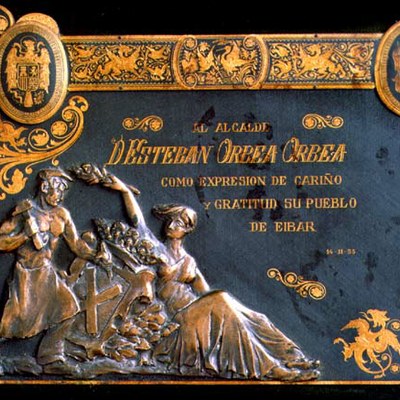 AL ALCALDE
D. ESTEBAN ORBEA ORBEA
COMO EXPRESION DE CARIÑO
Y GRATITUD SU PUEBLO
DE EIBAR